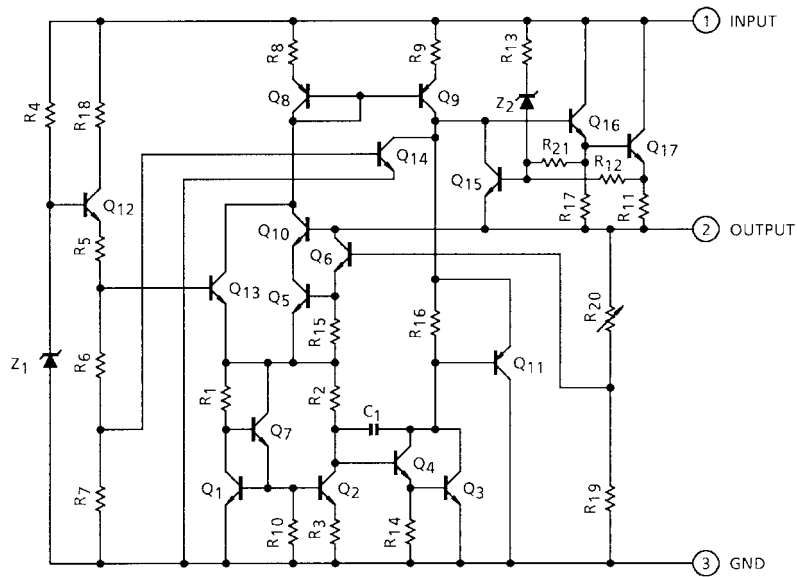 1 INPUT
R8
R9
R13
R4
R18
Q8
Q9
Z2
Q16
Q14
R21
Q17
Q15
R12
Q12
R17
R11
R5
Q10
Q6
2 OUTPUT
Q13
Q5
R15
R16
R20
Z1
R6
Q11
R1
R2
Q7
C1
Q4
Q1
Q2
Q3
R7
R10
R3
R14
R19
3 GND